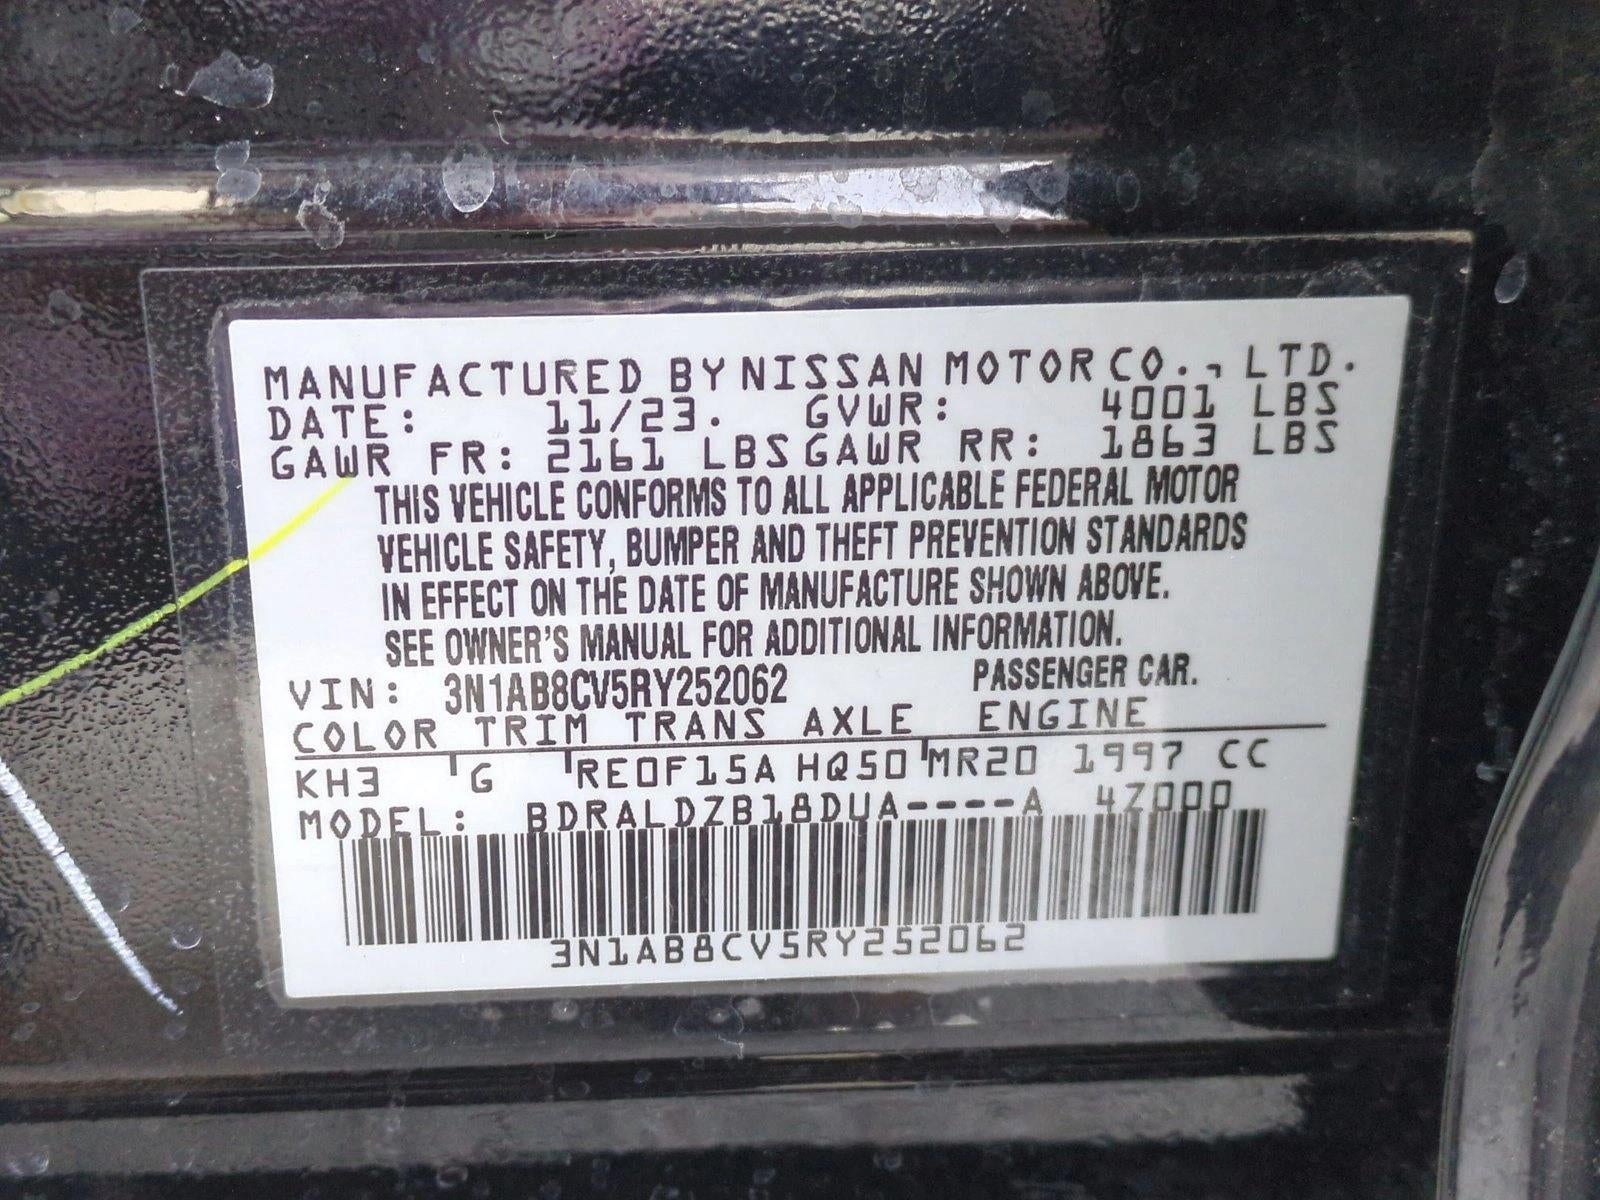 MANUFACTURED BY NISSAN MOTOR CO., LTD.
DATE: 11/23. GVWR: 4001 LBS
GAWR FR: 2161 LBS GAWR RR: 1863 LBS
THIS VEHICLE CONFORMS TO ALL APPLICABLE FEDERAL MOTOR
VEHICLE SAFETY, BUMPER AND THEFT PREVENTION STANDARDS
IN EFFECT ON THE DATE OF MANUFACTURE SHOWN ABOVE.
SEE OWNER'S MANUAL FOR ADDITIONAL INFORMATION.
VIN: 3N1AB8CV5RY252062 PASSENGER CAR.
COLOR TRIM TRANS AXLE ENGINE
KH3 G RE0F15A HQ50 MR20 1997 CC
MODEL: BDRALDZB18DUA----A 4Z000
3N1AB8CV5RY252062